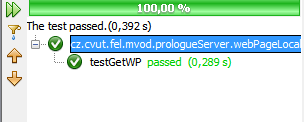 100,00 %
The test passed.(0,392 s)
cz.cvut.fel.mvod.prologueServer.webPageLocal
testGetWP passed (0,289 s)